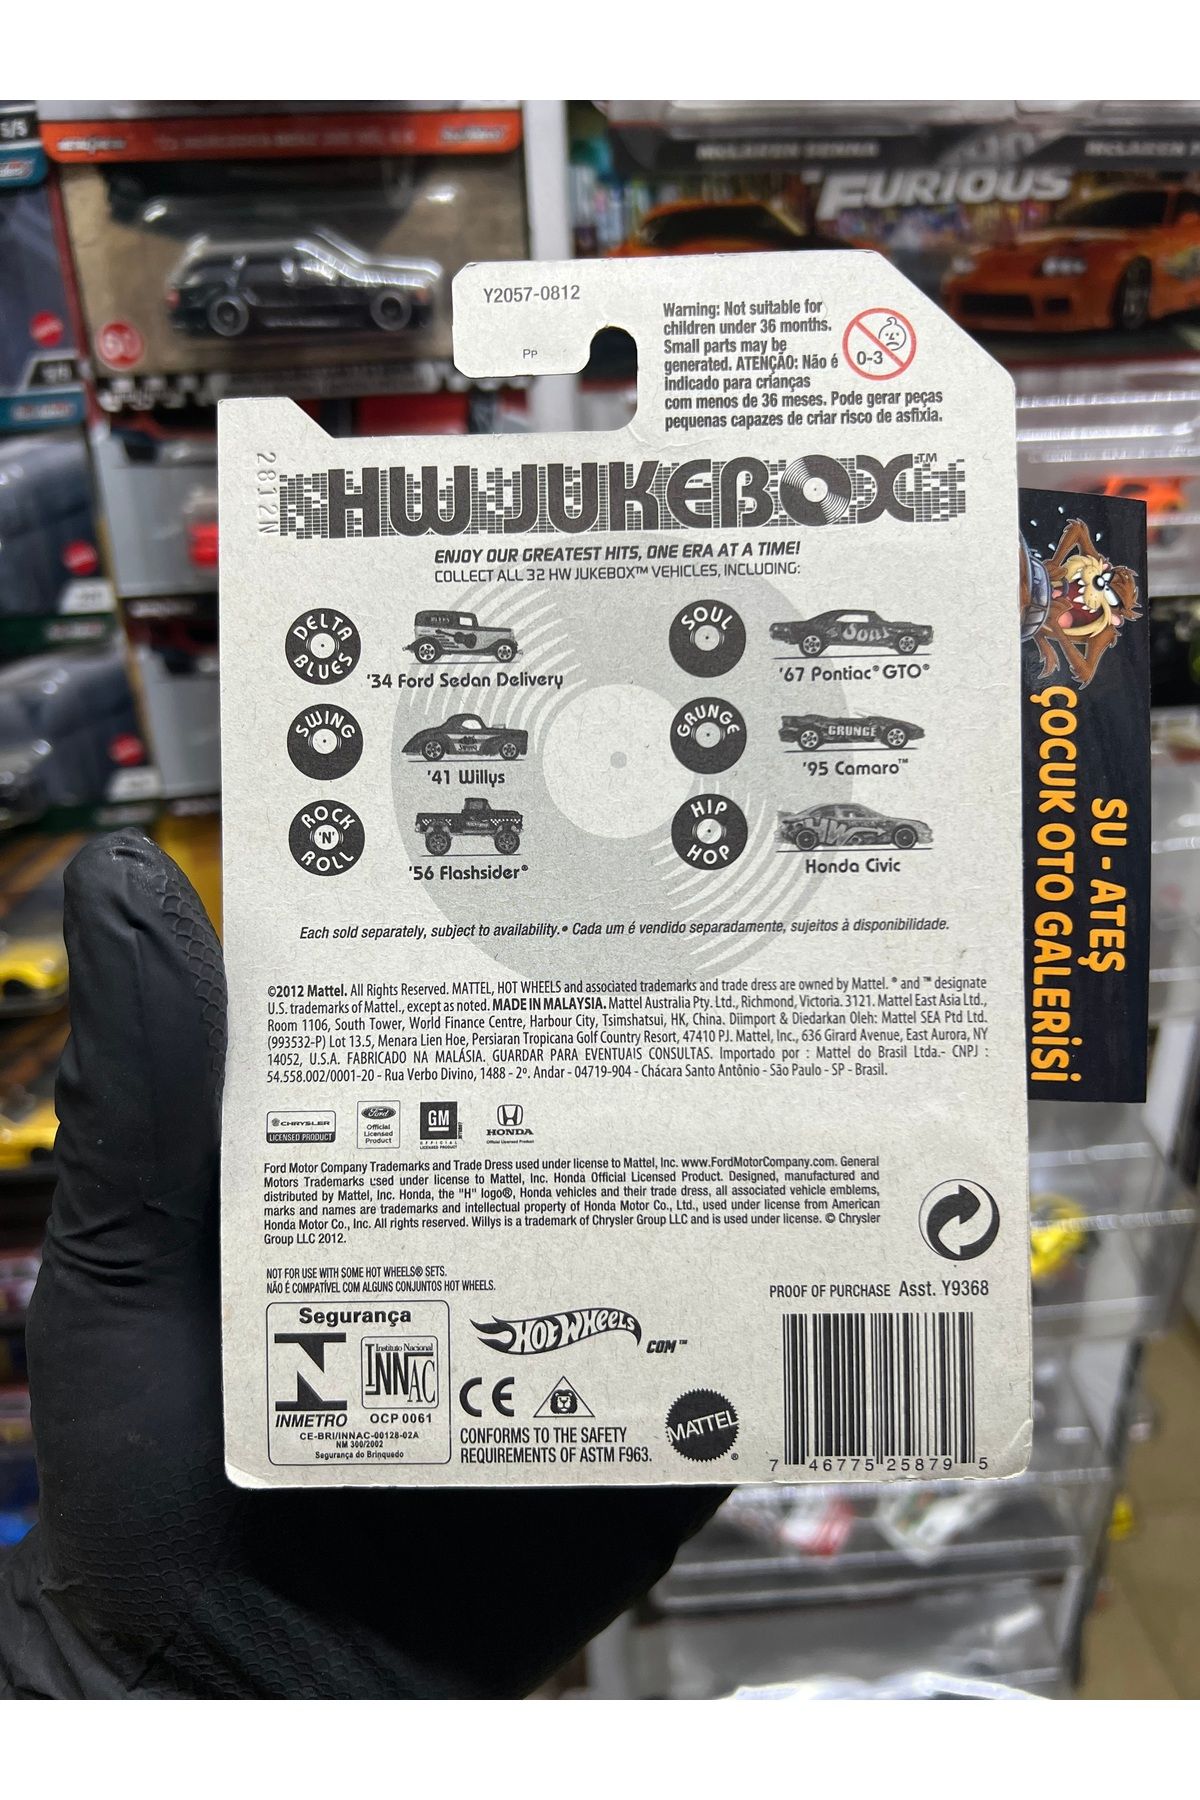 5/5
FURIOUS
Y2057-0812
Pp
Warning: Not suitable for
children under 36 months.
Small parts may be
generated. ATENÇÃO: Não é
indicado para crianças
com menos de 36 meses. Pode gerar peças
pequenas capazes de criar risco de asfixia.
0-3
2812N
HW JUKEBOX™
ENJOY OUR GREATEST HITS, ONE ERA AT A TIME!
COLLECT ALL 32 HW JUKEBOX™ VEHICLES, INCLUDING:
DELTA BLUES
'34 Ford Sedan Delivery
SWING
'41 Willys
ROCK 'N' ROLL
'56 Flashsider®
SOUL
'67 Pontiac® GTO®
GRUNGE
GRUNGE
'95 Camaro™
HIP HOP
Honda Civic
Each sold separately, subject to availability.• Cada um é vendido separadamente, sujeitos à disponibilidade.
©2012 Mattel. All Rights Reserved. MATTEL, HOT WHEELS and associated trademarks and trade dress are owned by Mattel. ® and ™ designate
U.S. trademarks of Mattel., except as noted. MADE IN MALAYSIA. Mattel Australia Pty. Ltd., Richmond, Victoria. 3121. Mattel East Asia Ltd.,
Room 1106, South Tower, World Finance Centre, Harbour City, Tsimshatsui, HK, China. Diimport & Diedarkan Oleh: Mattel SEA Ptd Ltd.
(993532-P) Lot 13.5, Menara Lien Hoe, Persiaran Tropicana Golf Country Resort, 47410 PJ. Mattel, Inc., 636 Girard Avenue, East Aurora, NY
14052, U.S.A. FABRICADO NA MALÁSIA. GUARDAR PARA EVENTUAIS CONSULTAS. Importado por : Mattel do Brasil Ltda.- CNPJ :
54.558.002/0001-20 - Rua Verbo Divino, 1488 - 2º. Andar - 04719-904 - Chácara Santo Antônio - São Paulo - SP - Brasil.
CHRYSLER
LICENSED PRODUCT
Ford
Official
Licensed
Product
GM
OFFICIAL
LICENSED PRODUCT
HONDA
Official Licensed Product
Ford Motor Company Trademarks and Trade Dress used under license to Mattel, Inc. www.FordMotorCompany.com. General
Motors Trademarks used under license to Mattel, Inc. Honda Official Licensed Product. Designed, manufactured and
distributed by Mattel, Inc. Honda, the "H" logo®, Honda vehicles and their trade dress, all associated vehicle emblems,
marks and names are trademarks and intellectual property of Honda Motor Co., Ltd., used under license from American
Honda Motor Co., Inc. All rights reserved. Willys is a trademark of Chrysler Group LLC and is used under license. © Chrysler
Group LLC 2012.
NOT FOR USE WITH SOME HOT WHEELS® SETS.
NÃO É COMPATÍVEL COM ALGUNS CONJUNTOS HOT WHEELS.
PROOF OF PURCHASE Asst. Y9368
Segurança
INMETRO
Instituto Nacional
INNAC
OCP 0061
CE-BRI/INNAC-00128-02A
NM 300/2002
Segurança do Brinquedo
HOT WHEELS
COM™
CE
CONFORMS TO THE SAFETY
REQUIREMENTS OF ASTM F963.
MATTEL®
7 46775 25879 5
SU - ATEŞ
ÇOCUK OTO GALERİSİ